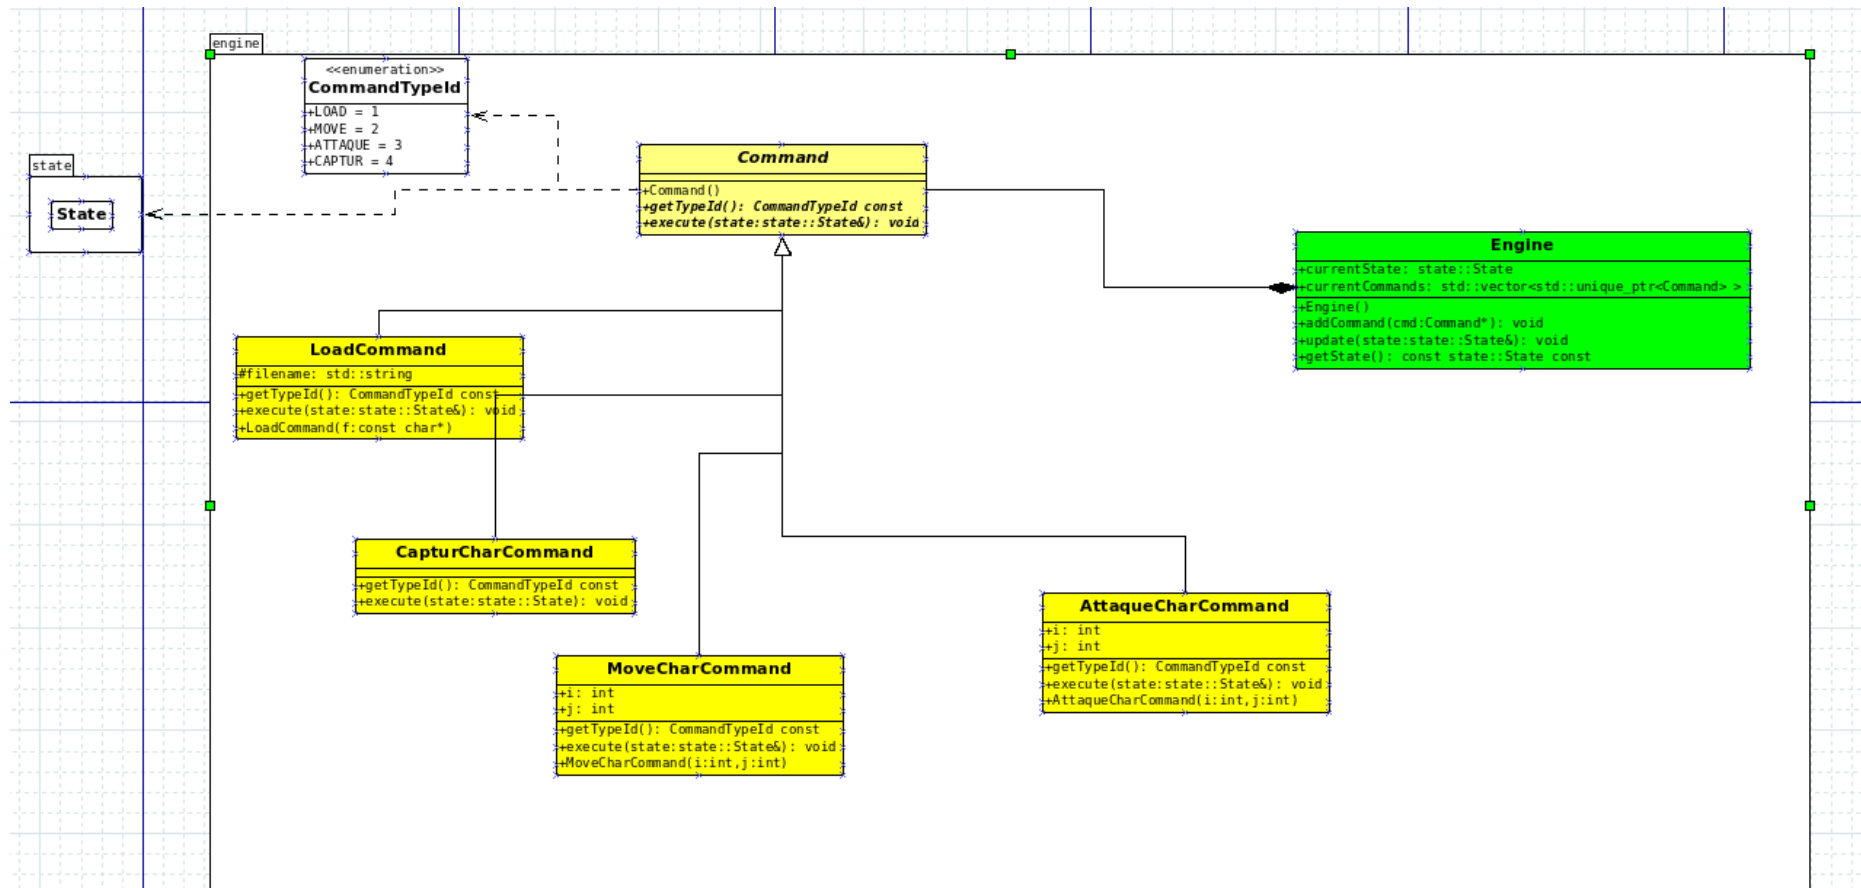 engine
<<enumeration>>
CommandTypeId
+LOAD = 1
+MOVE = 2
+ATTAQUE = 3
+CAPTUR = 4
state
State
Command
+Command()
+getTypeId(): CommandTypeId const
+execute(state:state::State&): void
Engine
+currentState: state::State
+currentCommands: std::vector<std::unique_ptr<Command> >
+Engine()
+addCommand(cmd:Command*): void
+update(state:state::State&): void
+getState(): const state::State const
LoadCommand
#filename: std::string
+getTypeId(): CommandTypeId const
+execute(state:state::State&): void
+LoadCommand(f:const char*)
CapturCharCommand
+getTypeId(): CommandTypeId const
+execute(state:state::State): void
MoveCharCommand
+i: int
+j: int
+getTypeId(): CommandTypeId const
+execute(state:state::State&): void
+MoveCharCommand(i:int,j:int)
AttaqueCharCommand
+i: int
+j: int
+getTypeId(): CommandTypeId const
+execute(state:state::State&): void
+AttaqueCharCommand(i:int,j:int)